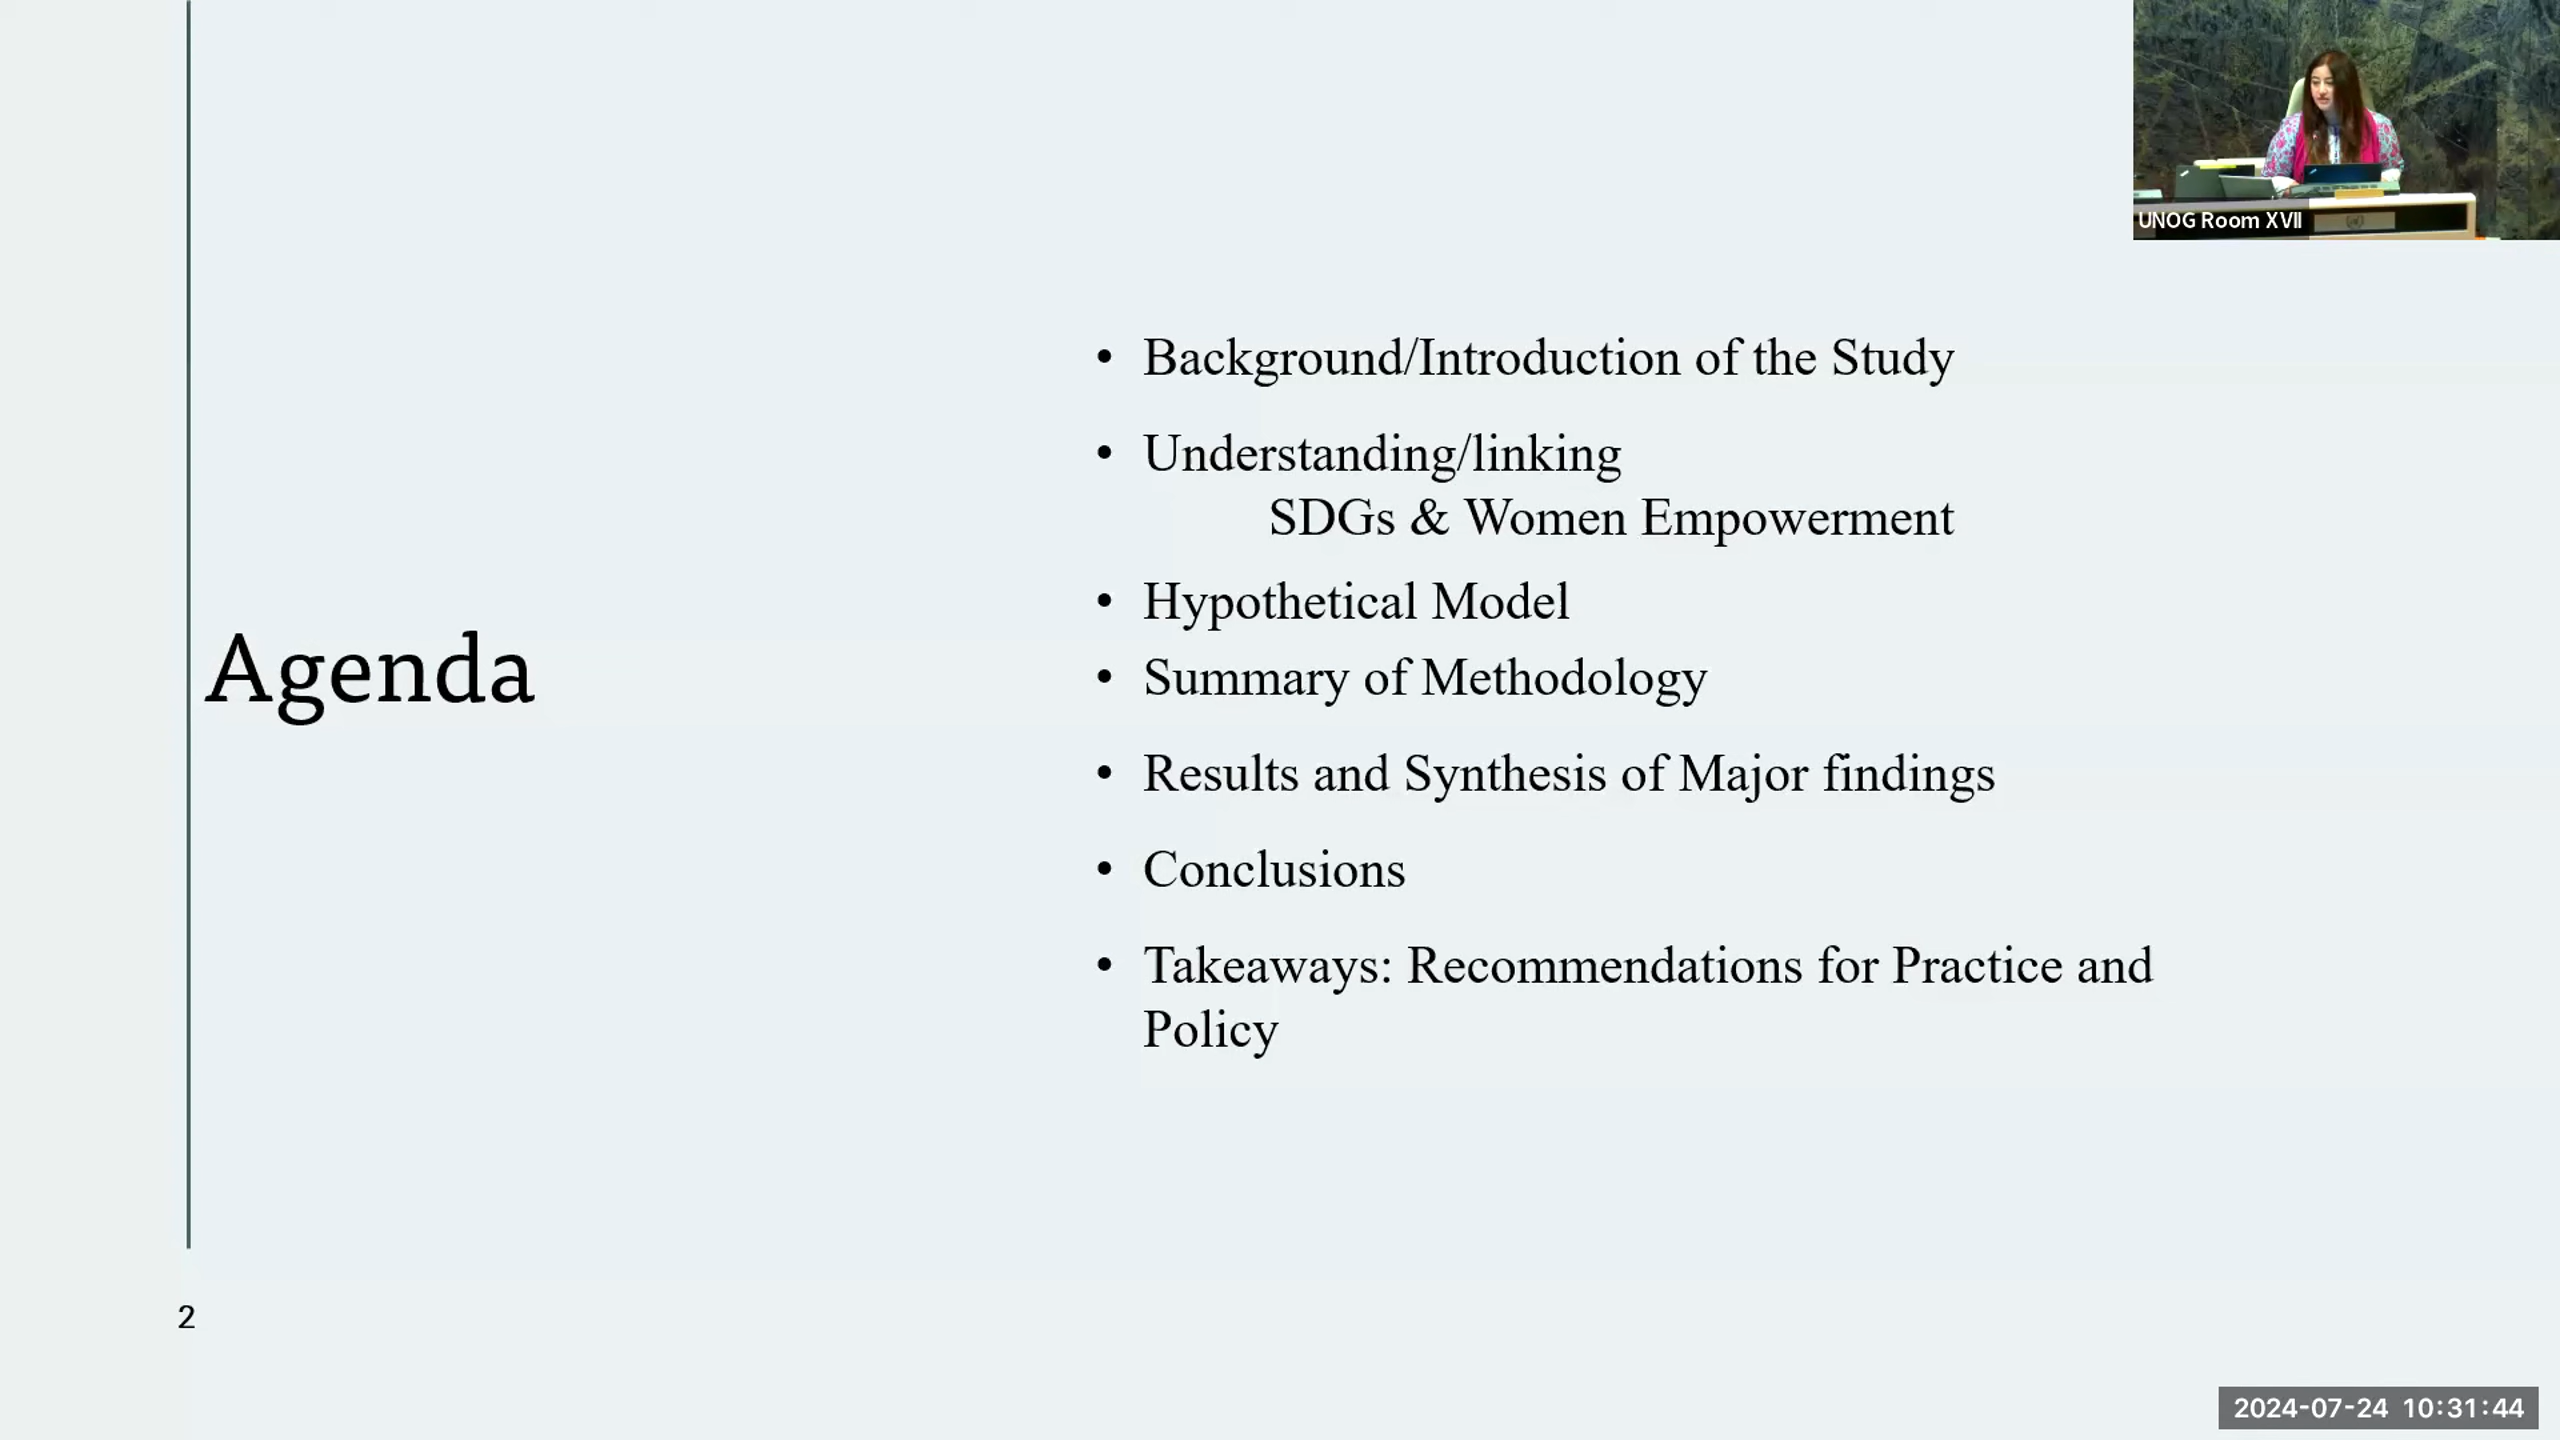 UNOG Room XVII
Agenda
• Background/Introduction of the Study
• Understanding/linking
SDGs & Women Empowerment
• Hypothetical Model
• Summary of Methodology
• Results and Synthesis of Major findings
• Conclusions
• Takeaways: Recommendations for Practice and
Policy
2
2024-07-24 10:31:44